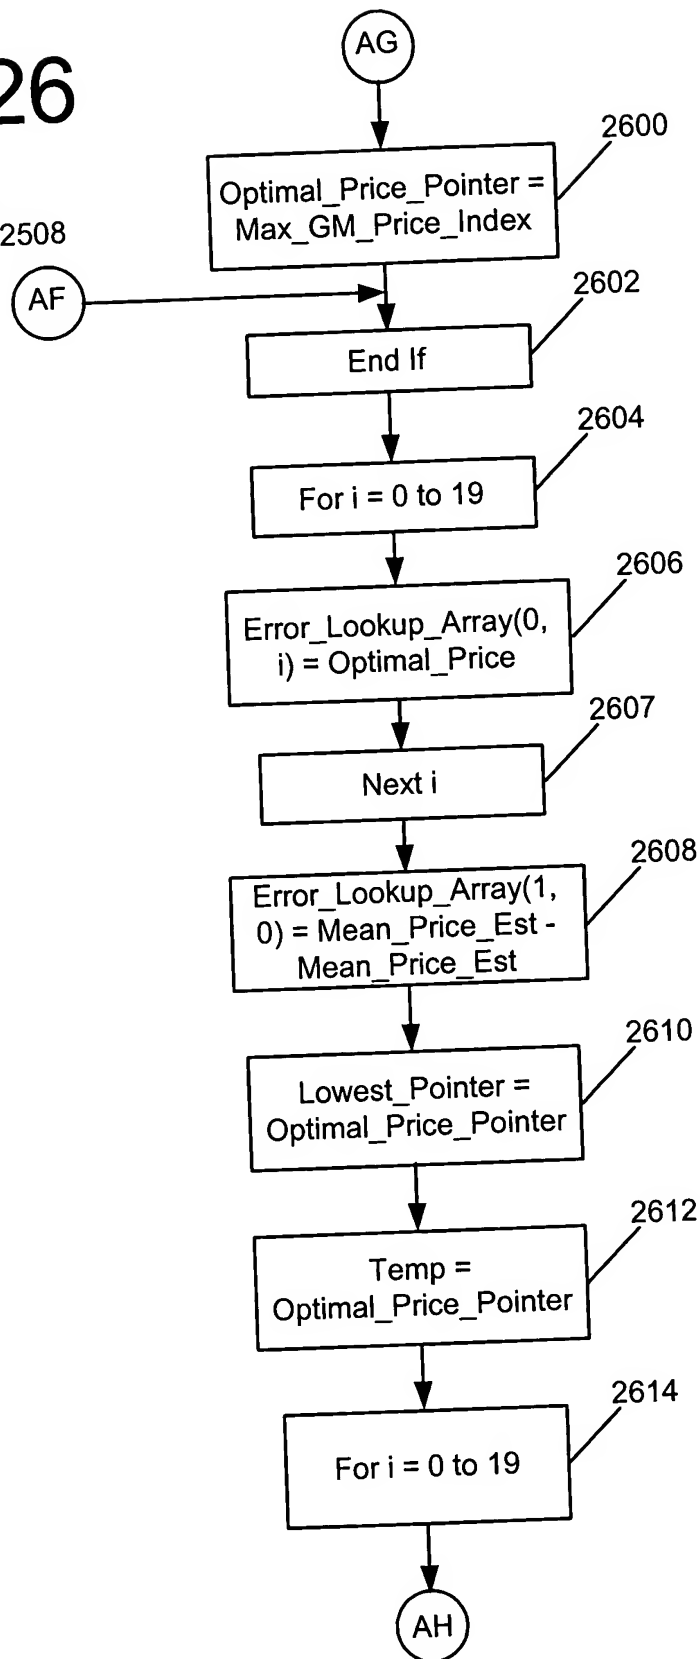 AG
26
2600
Optimal_Price_Pointer =
Max_GM_Price_Index
2508
AF
2602
End If
2604
For i = 0 to 19
2606
Error_Lookup_Array(0,
i) = Optimal_Price
2607
Next i
2608
Error_Lookup_Array(1,
0) = Mean_Price_Est -
Mean_Price_Est
2610
Lowest_Pointer =
Optimal_Price_Pointer
2612
Temp =
Optimal_Price_Pointer
2614
For i = 0 to 19
AH